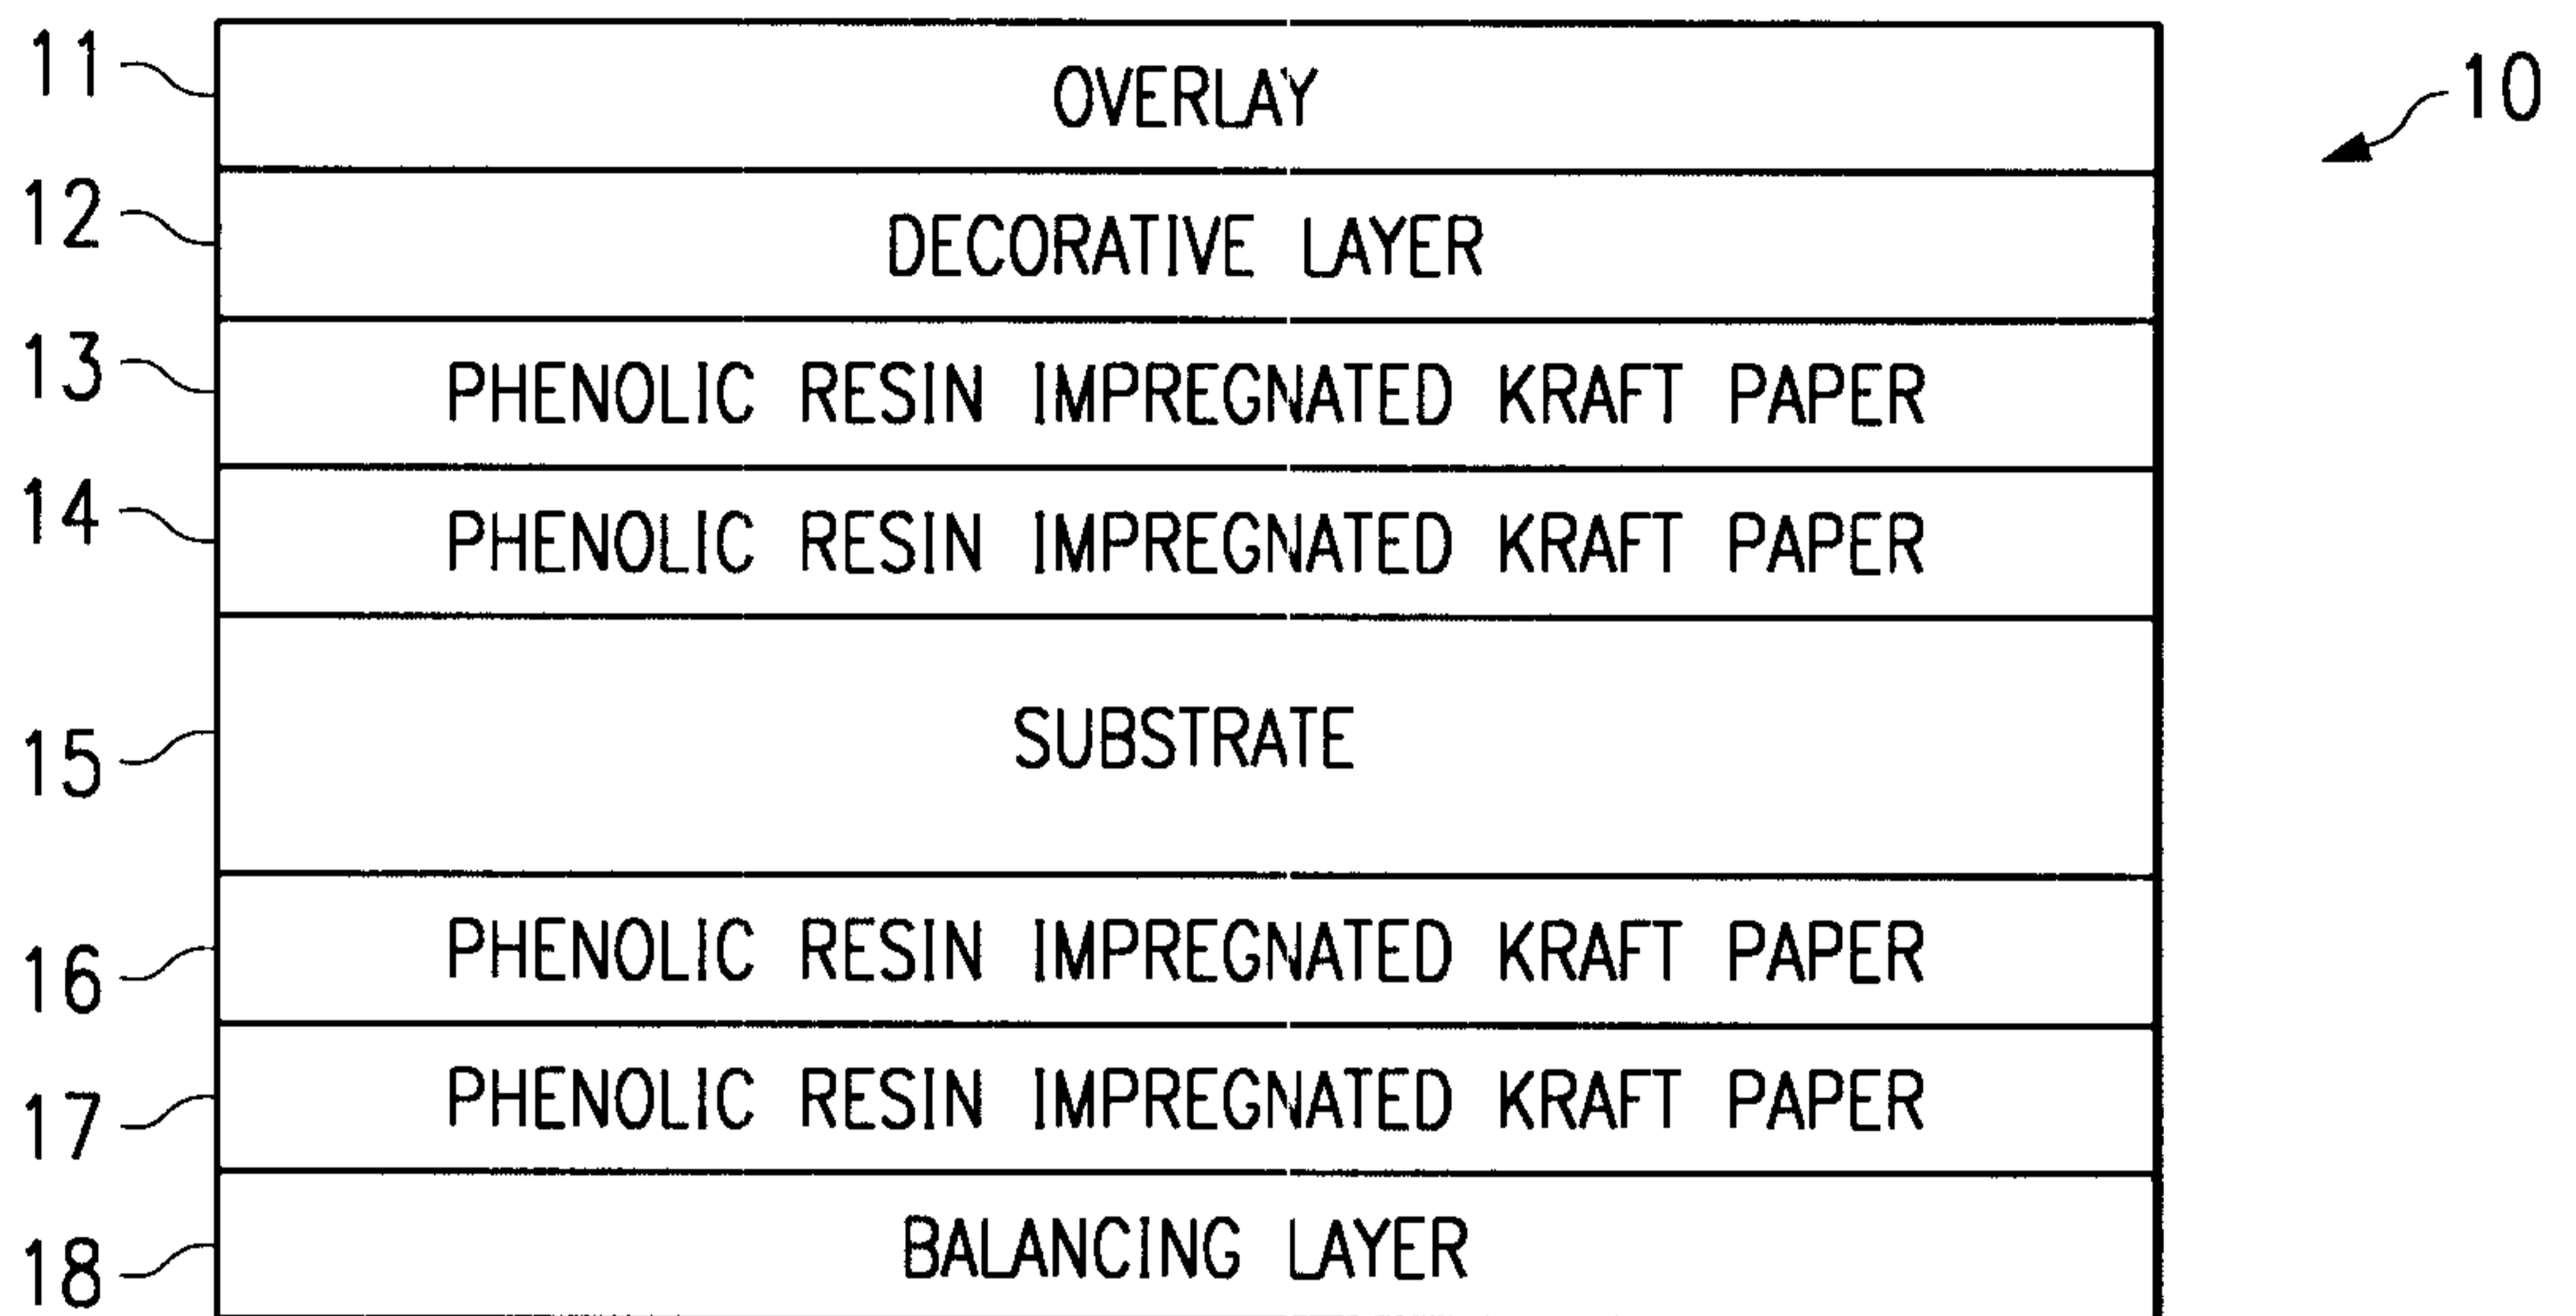 11 OVERLAY
10
12 DECORATIVE LAYER
13 PHENOLIC RESIN IMPREGNATED KRAFT PAPER
14 PHENOLIC RESIN IMPREGNATED KRAFT PAPER
15 SUBSTRATE
16 PHENOLIC RESIN IMPREGNATED KRAFT PAPER
17 PHENOLIC RESIN IMPREGNATED KRAFT PAPER
18 BALANCING LAYER